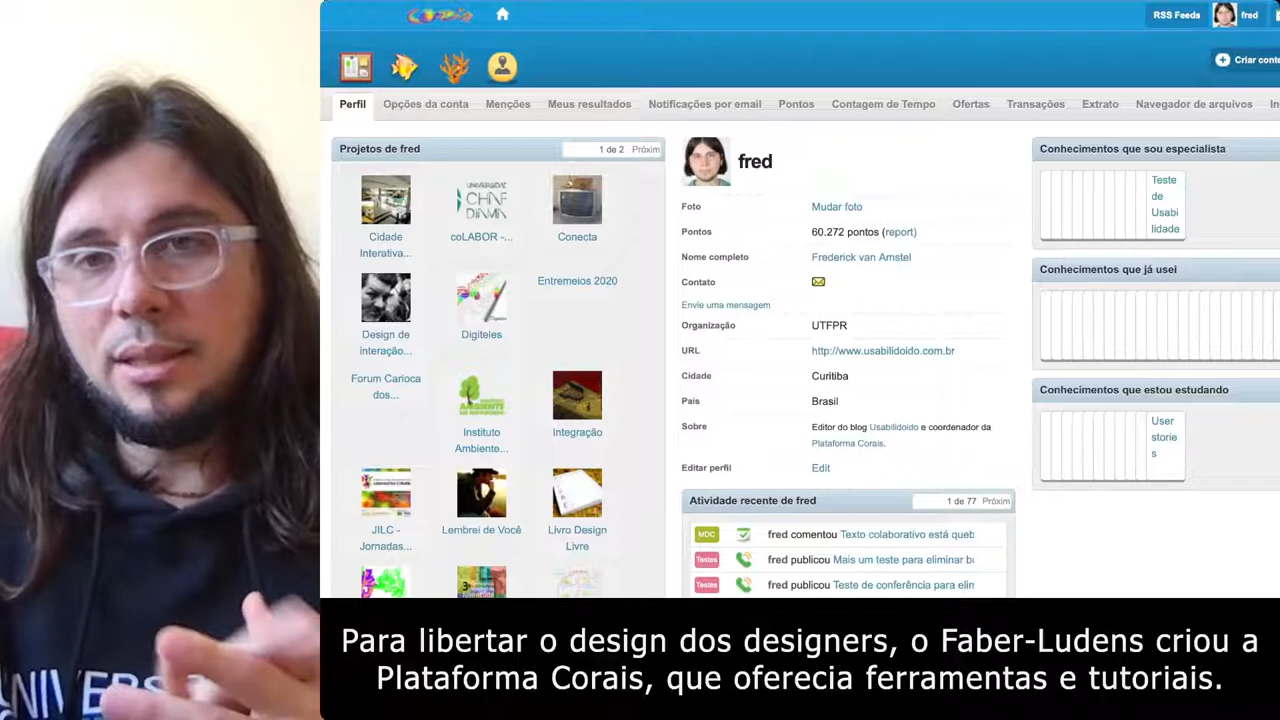 Corais
RSS Feeds
fred
Criar conte
Perfil
Opções da conta
Menções
Meus resultados
Notificações por email
Pontos
Contagem de Tempo
Ofertas
Transações
Extrato
Navegador de arquivos
In
Projetos de fred
1 de 2
Próxim
Cidade
Interativa...
coLABOR -...
Conecta
Design de
interação...
Digiteles
Entremeios 2020
Forum Carioca
dos...
Instituto
Ambiente...
Integração
JILC -
Jornadas...
Lembrei de Você
Livro Design
Livre
fred
Foto
Mudar foto
Pontos
60.272 pontos (report)
Nome completo
Frederick van Amstel
Contato
Envie uma mensagem
Organização
UTFPR
URL
http://www.usabilidoido.com.br
Cidade
Curitiba
País
Brasil
Sobre
Editor do blog Usabilidoido e coordenador da
Plataforma Corais.
Editar perfil
Edit
Atividade recente de fred
1 de 77
Próxim
MDC
fred comentou Texto colaborativo está queb
Testes
fred publicou Mais um teste para eliminar bu
Testes
fred publicou Teste de conferência para elim
Conhecimentos que sou especialista
Teste
de
Usabi
lidade
Conhecimentos que já usei
Conhecimentos que estou estudando
User
storie
s
Para libertar o design dos designers, o Faber-Ludens criou a
Plataforma Corais, que oferecia ferramentas e tutoriais.